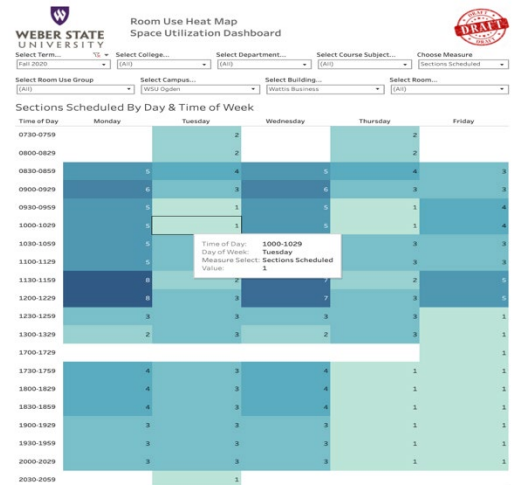 WEBER STATE
UNIVERSITY
Room Use Heat Map
Space Utilization Dashboard
DRAFT
DRAFT
DRAFT
Select Term... Select College... Select Department... Select Course Subject... Choose Measure
Fall 2020 (All) (All) (All) Sections Scheduled
Select Room Use Group Select Campus... Select Building... Select Room...
(All) WSU Ogden Wattis Business (All)
Sections Scheduled By Day & Time of Week
Time of Day Monday Tuesday Wednesday Thursday Friday
0730-0759 2 2
0800-0829 2 2
0830-0859 5 4 5 4 3
0900-0929 6 3 6 3 3
0930-0959 5 1 5 1 4
1000-1029 5 1 5 1 4
1030-1059 5 3 3
1100-1129 5 3 3
Time of Day: 1000-1029
Day of Week: Tuesday
Measure Select: Sections Scheduled
Value: 1
1130-1159 8 2 7 2 5
1200-1229 8 3 7 3 5
1230-1259 3 3 3 3 1
1300-1329 2 3 2 3 1
1700-1729 1
1730-1759 4 3 4 1 1
1800-1829 4 3 4 1 1
1830-1859 4 3 4 1 1
1900-1929 3 3 3 1 1
1930-1959 3 3 3 1 1
2000-2029 3 3 3 1 1
2030-2059 1